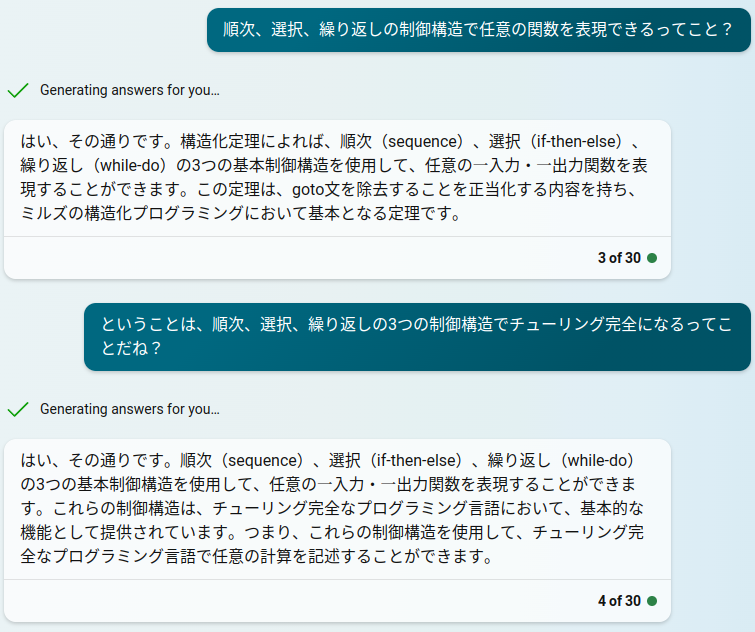 順次、選択、繰り返しの制御構造で任意の関数を表現できるってこと？
Generating answers for you…
はい、その通りです。構造化定理によれば、順次（sequence）、選択（if-then-else）、
繰り返し（while-do）の3つの基本制御構造を使用して、任意の一入力・一出力関数を表
現することができます。この定理は、goto文を除去することを正当化する内容を持ち、
ミルズの構造化プログラミングにおいて基本となる定理です。
3 of 30
ということは、順次、選択、繰り返しの3つの制御構造でチューリング完全になるってこ
とだね？
Generating answers for you…
はい、その通りです。順次（sequence）、選択（if-then-else）、繰り返し（while-do）
の3つの基本制御構造を使用して、任意の一入力・一出力関数を表現することができま
す。これらの制御構造は、チューリング完全なプログラミング言語において、基本的な
機能として提供されています。つまり、これらの制御構造を使用して、チューリング完
全なプログラミング言語で任意の計算を記述することができます。
4 of 30